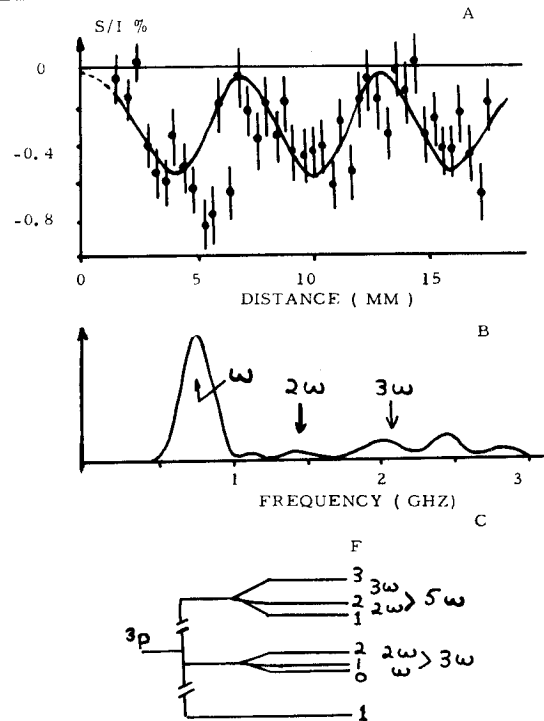 A
S/I %
0
-0.4
-0.8
0 5 10 15
DISTANCE ( MM )
B
ω 2ω 3ω
1 2 3
FREQUENCY ( GHZ )
C
F
3 3ω
2 2ω > 5ω
1
³P
2 2ω
1 ω > 3ω
0
1